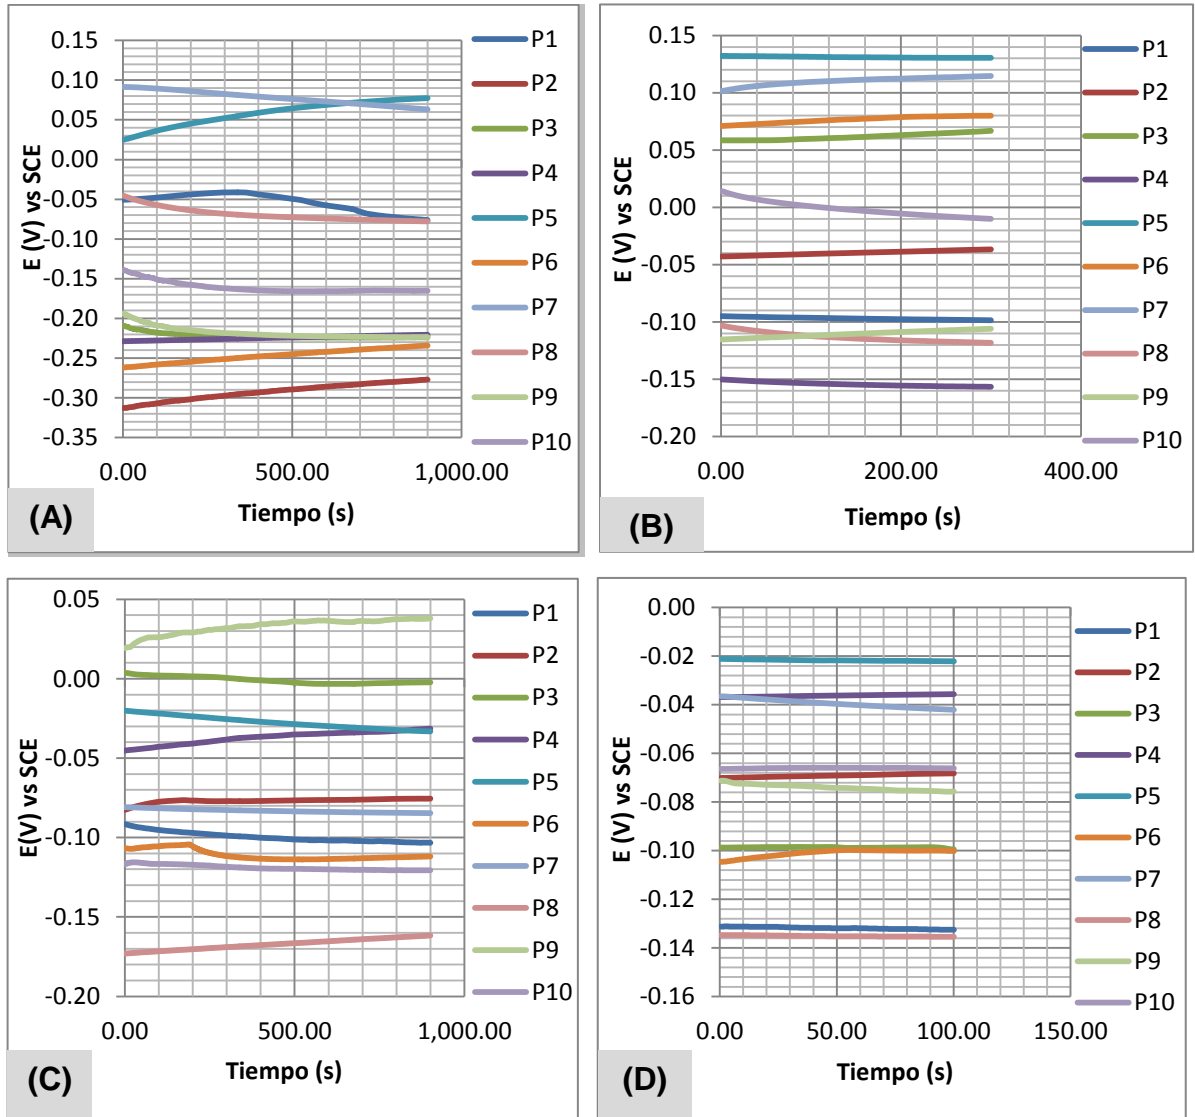 0.15
0.10
0.05
0.00
-0.05
-0.10
-0.15
-0.20
-0.25
-0.30
-0.35
E (V) vs SCE
0.00 500.00 1,000.00
Tiempo (s)
P1
P2
P3
P4
P5
P6
P7
P8
P9
P10
(A)
0.15
0.10
0.05
0.00
-0.05
-0.10
-0.15
-0.20
E (V) vs SCE
0.00 200.00 400.00
Tiempo (s)
P1
P2
P3
P4
P5
P6
P7
P8
P9
P10
(B)
0.05
0.00
-0.05
-0.10
-0.15
-0.20
E(V) vs SCE
0.00 500.00 1,000.00
Tiempo (s)
P1
P2
P3
P4
P5
P6
P7
P8
P9
P10
(C)
0.00
-0.02
-0.04
-0.06
-0.08
-0.10
-0.12
-0.14
-0.16
E (V) vs SCE
0.00 50.00 100.00 150.00
Tiempo (s)
P1
P2
P3
P4
P5
P6
P7
P8
P9
P10
(D)